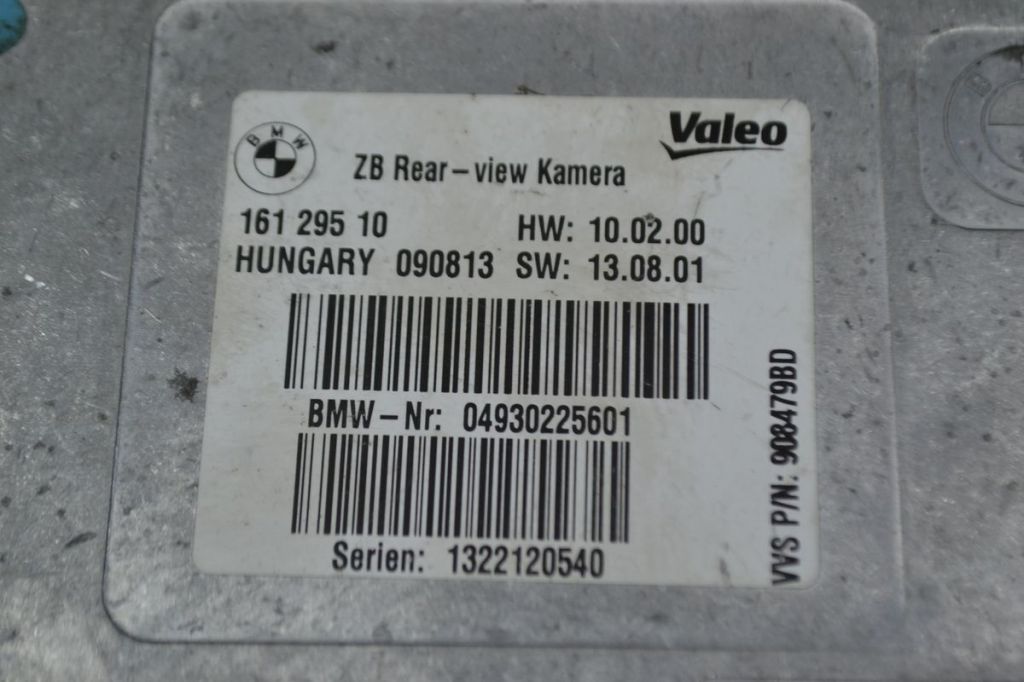 BMW
Valeo
ZB Rear-view Kamera
161 295 10 HW: 10.02.00
HUNGARY 090813 SW: 13.08.01
BMW-Nr: 04930225601
Serien: 1322120540
VVS P/N: 908479BD